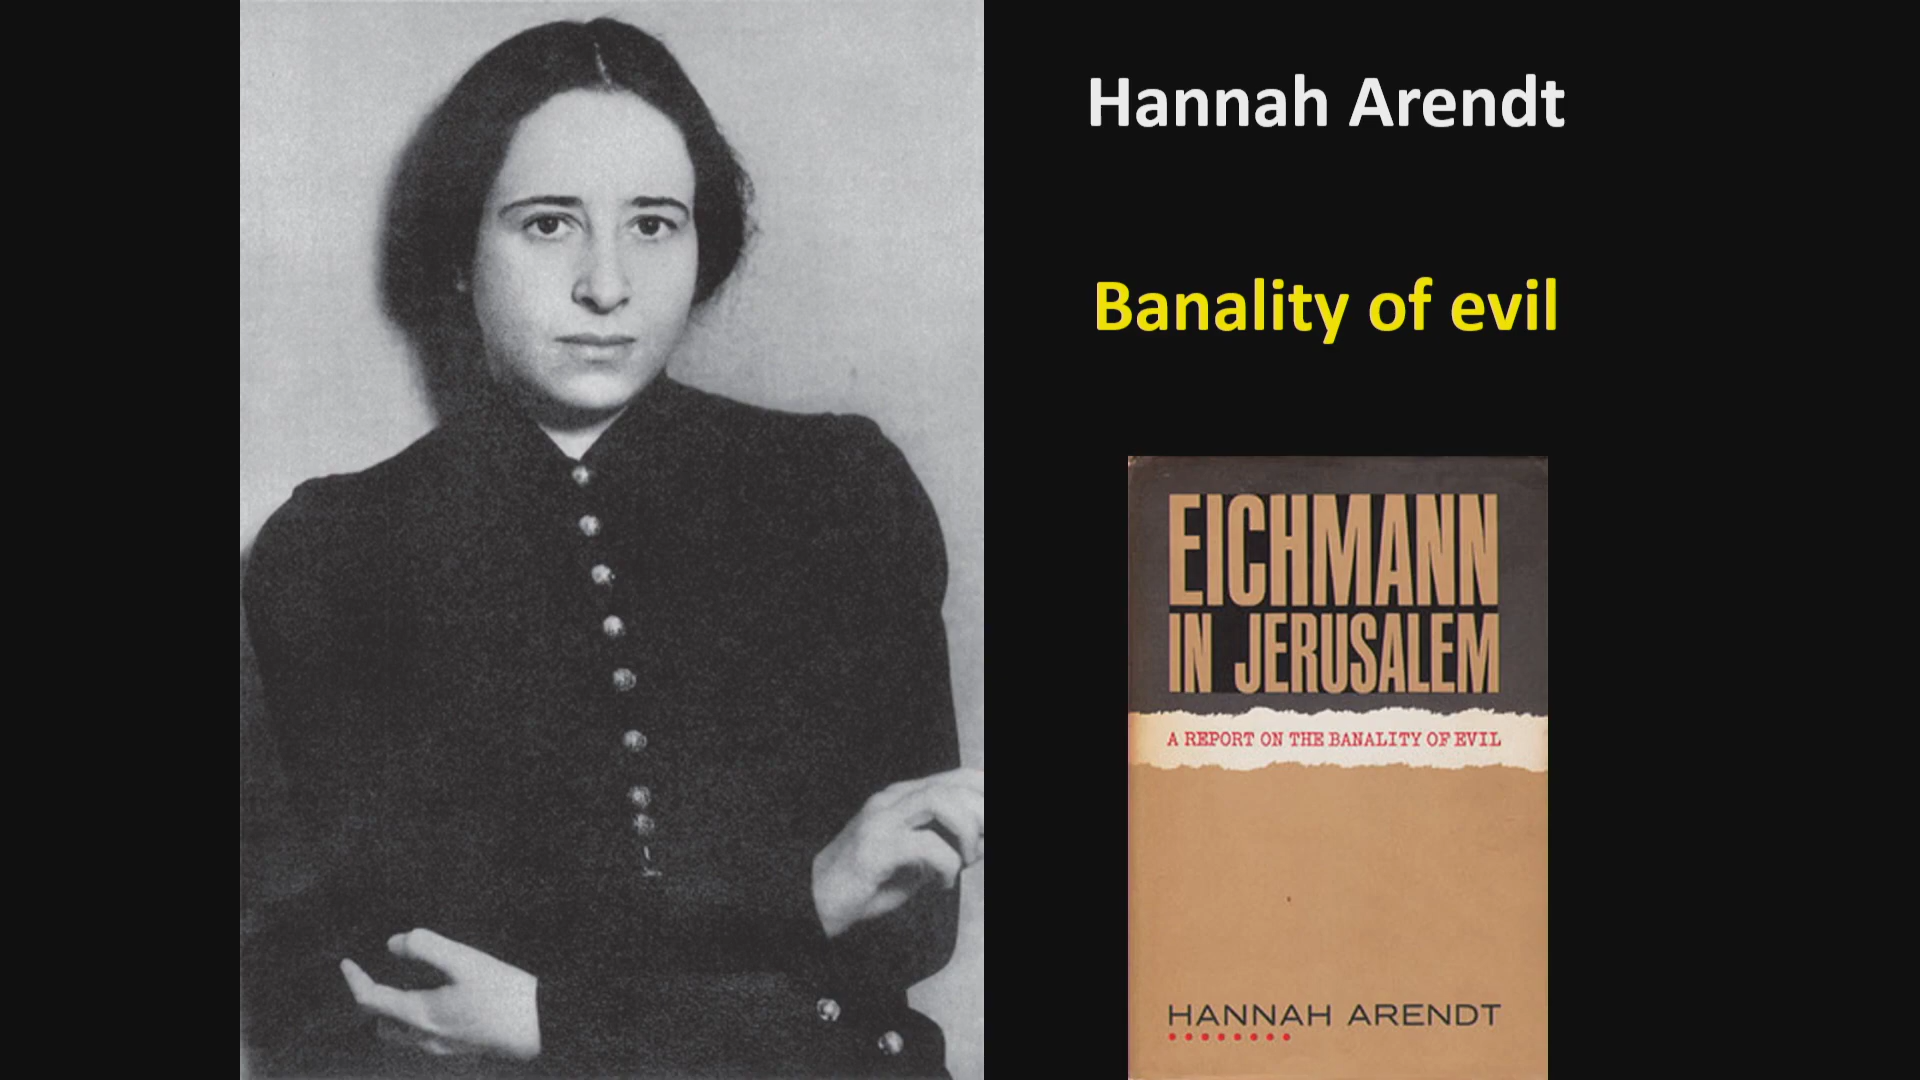 Hannah Arendt
Banality of evil
EICHMANN
IN JERUSALEM
A REPORT ON THE BANALITY OF EVIL
HANNAH ARENDT